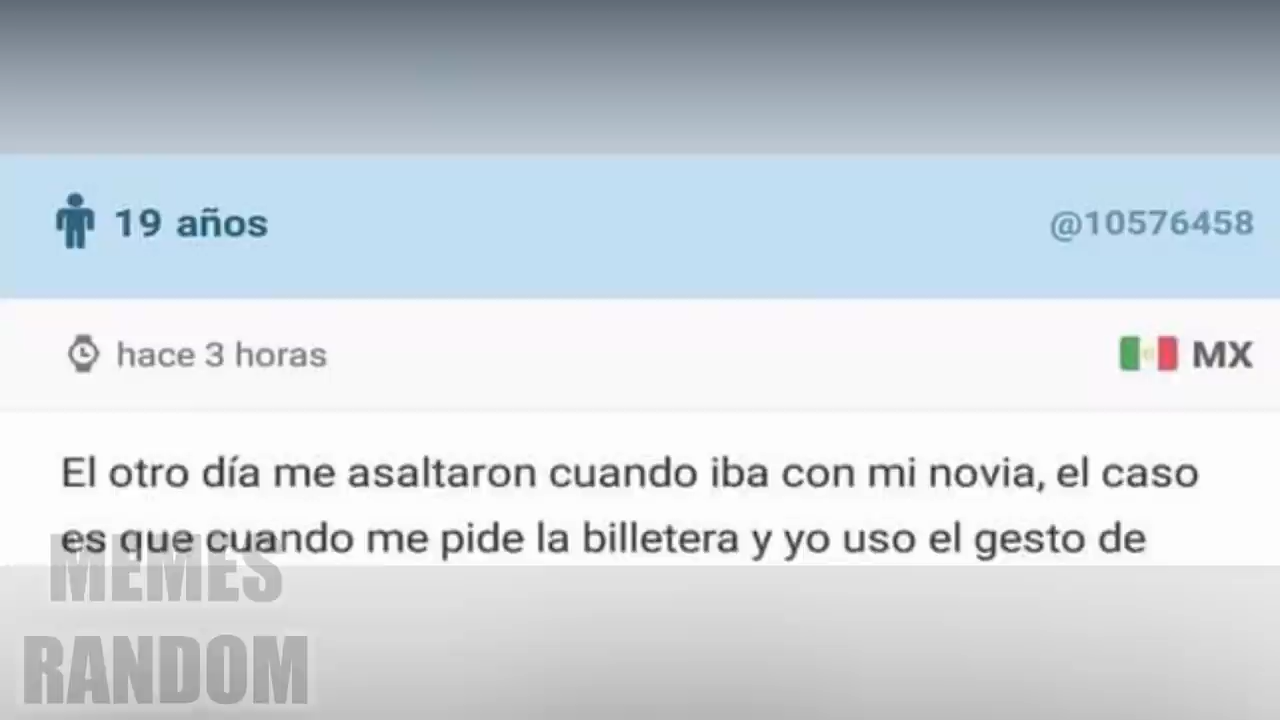 19 años
@10576458
hace 3 horas
MX
El otro día me asaltaron cuando iba con mi novia, el caso
es que cuando me pide la billetera y yo uso el gesto de
MEMES
RANDOM